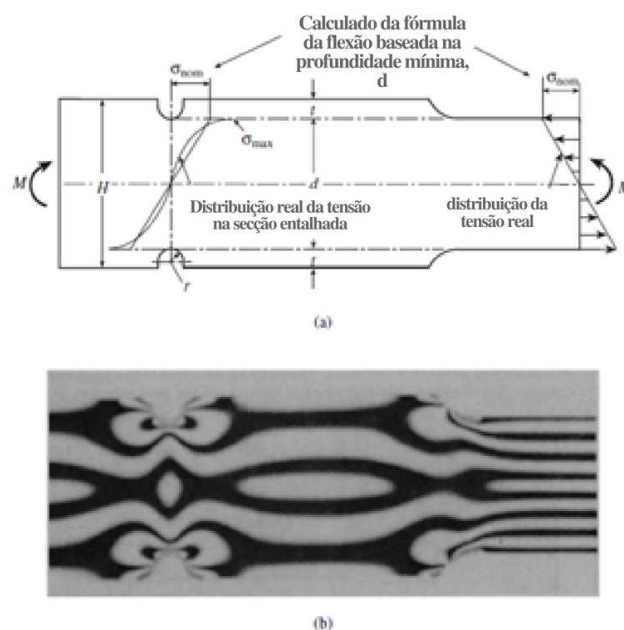 Calculado da fórmula
da flexão baseada na
profundidade mínima,
d
σnom
σnom
t
σmax
M
H
d
M
Distribuição real da tensão
na secção entalhada
distribuição da
tensão real
t
r
(a)
(b)